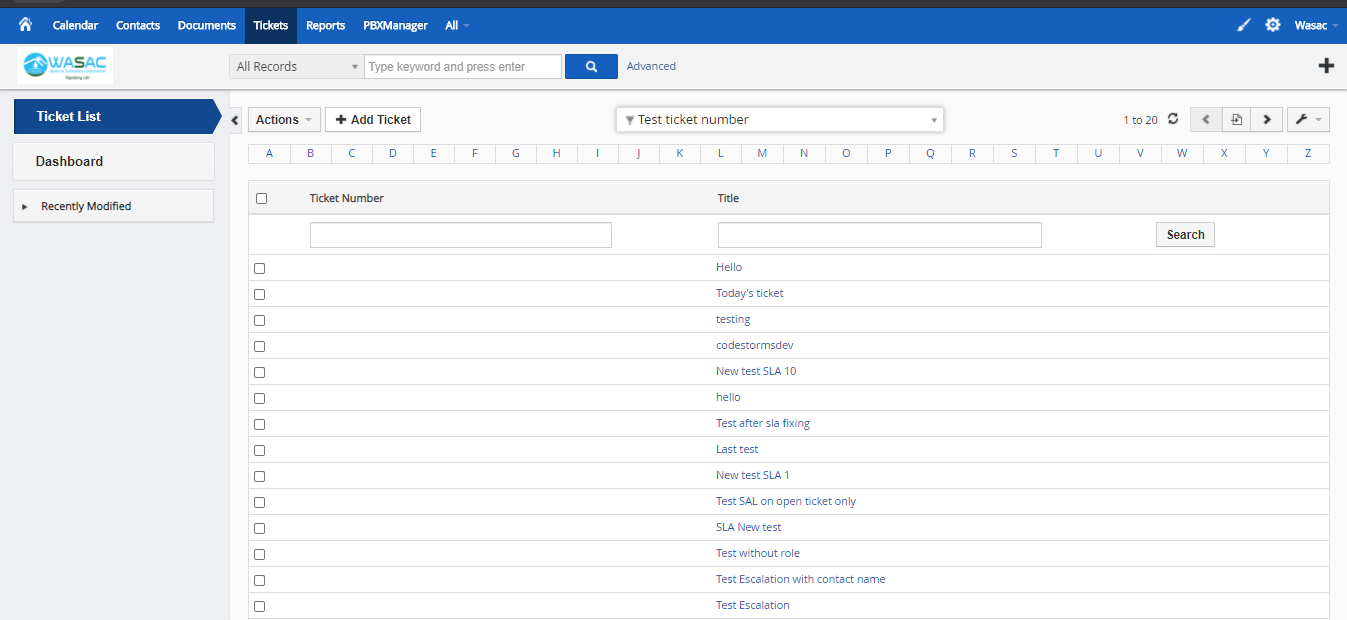 Calendar Contacts Documents Tickets Reports PBXManager All Wasac
WASAC All Records Type keyword and press enter Advanced
Ticket List Actions Add Ticket Test ticket number 1 to 20
A B C D E F G H I J K L M N O P Q R S T U V W X Y Z
Dashboard
Recently Modified
Ticket Number Title
Search
Hello
Today's ticket
testing
codestormsdev
New test SLA 10
hello
Test after sla fixing
Last test
New test SLA 1
Test SAL on open ticket only
SLA New test
Test without role
Test Escalation with contact name
Test Escalation